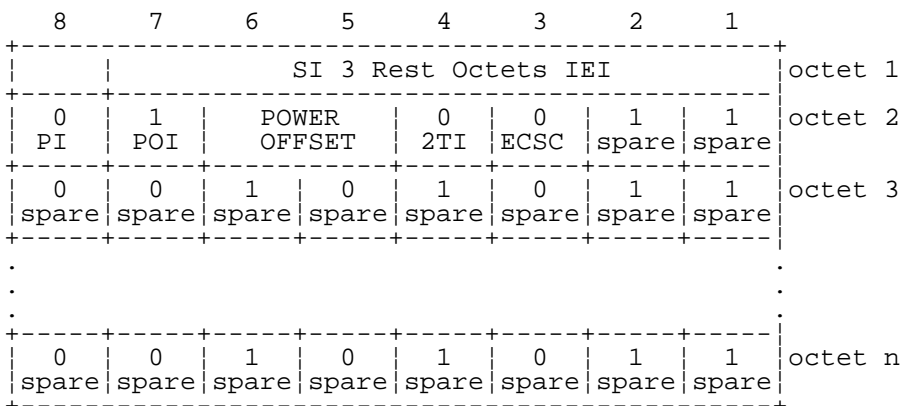 8 7 6 5 4 3 2 1
SI 3 Rest Octets IEI octet 1
0 1 POWER 0 0 1 1 octet 2
PI POI OFFSET 2TI ECSC spare spare
0 0 1 0 1 0 1 1 octet 3
spare spare spare spare spare spare spare spare
. .
. .
. .
0 0 1 0 1 0 1 1 octet n
spare spare spare spare spare spare spare spare